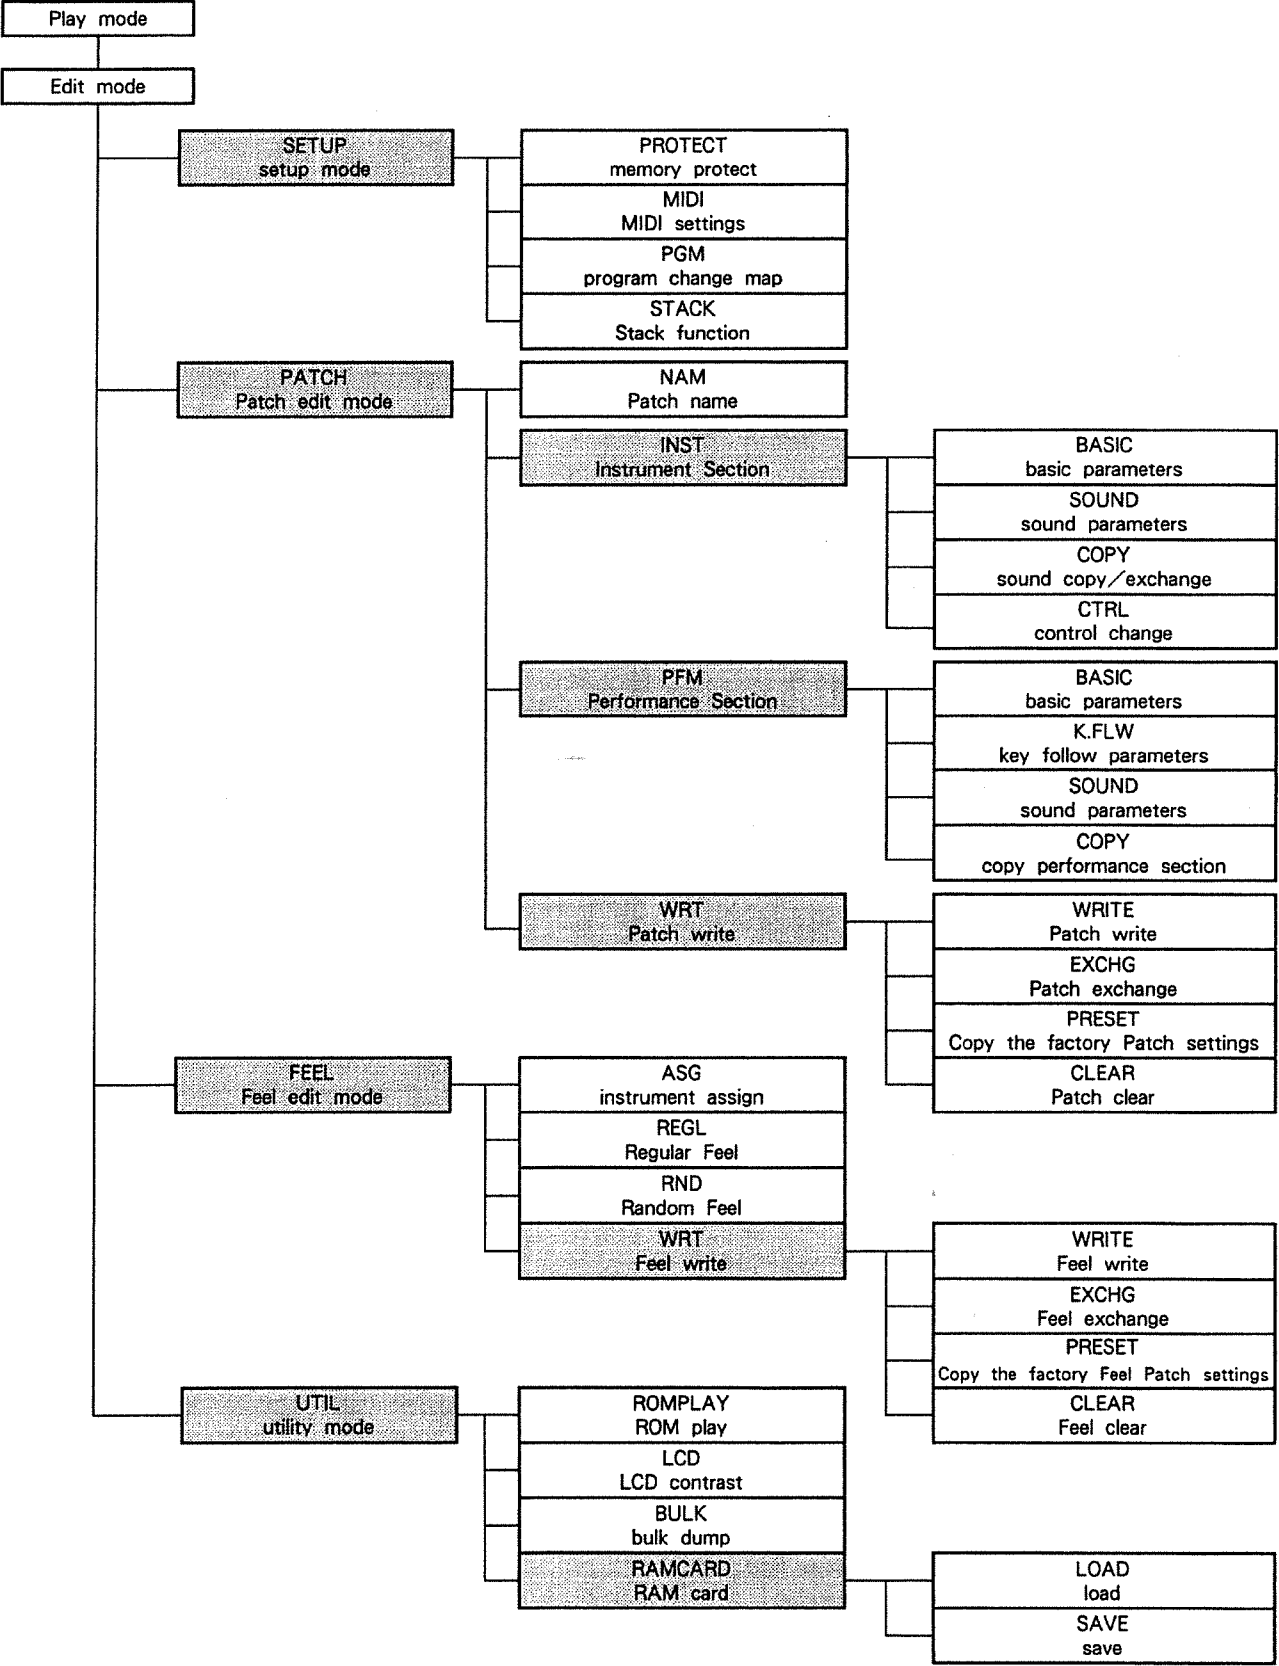 Play mode
Edit mode
SETUP
setup mode
PROTECT
memory protect
MIDI
MIDI settings
PGM
program change map
STACK
Stack function
PATCH
Patch edit mode
NAM
Patch name
INST
Instrument Section
BASIC
basic parameters
SOUND
sound parameters
COPY
sound copy/exchange
CTRL
control change
PFM
Performance Section
BASIC
basic parameters
K.FLW
key follow parameters
SOUND
sound parameters
COPY
copy performance section
WRT
Patch write
WRITE
Patch write
EXCHG
Patch exchange
PRESET
Copy the factory Patch settings
CLEAR
Patch clear
FEEL
Feel edit mode
ASG
instrument assign
REGL
Regular Feel
RND
Random Feel
WRT
Feel write
WRITE
Feel write
EXCHG
Feel exchange
PRESET
Copy the factory Feel Patch settings
CLEAR
Feel clear
UTIL
utility mode
ROMPLAY
ROM play
LCD
LCD contrast
BULK
bulk dump
RAMCARD
RAM card
LOAD
load
SAVE
save